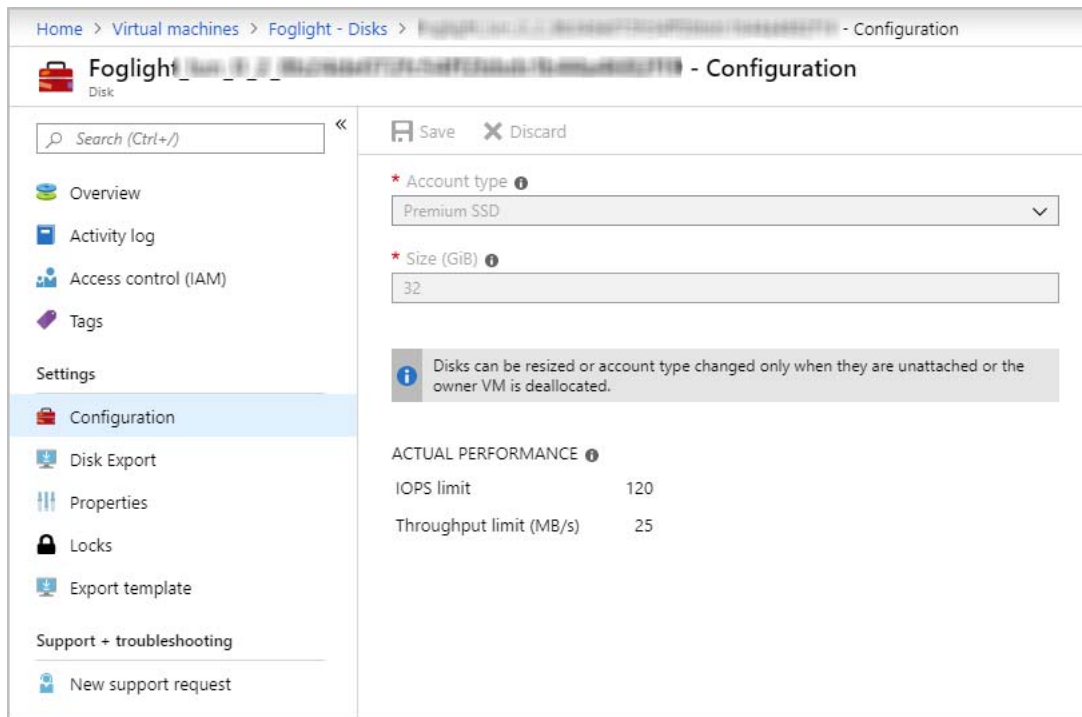 Home > Virtual machines > Foglight - Disks > - Configuration
Foglight - Configuration
Disk
Search (Ctrl+/)
«
Overview
Activity log
Access control (IAM)
Tags
Settings
Configuration
Disk Export
Properties
Locks
Export template
Support + troubleshooting
New support request
Save Discard
* Account type
Premium SSD
* Size (GiB)
32
Disks can be resized or account type changed only when they are unattached or the
owner VM is deallocated.
ACTUAL PERFORMANCE
IOPS limit 120
Throughput limit (MB/s) 25